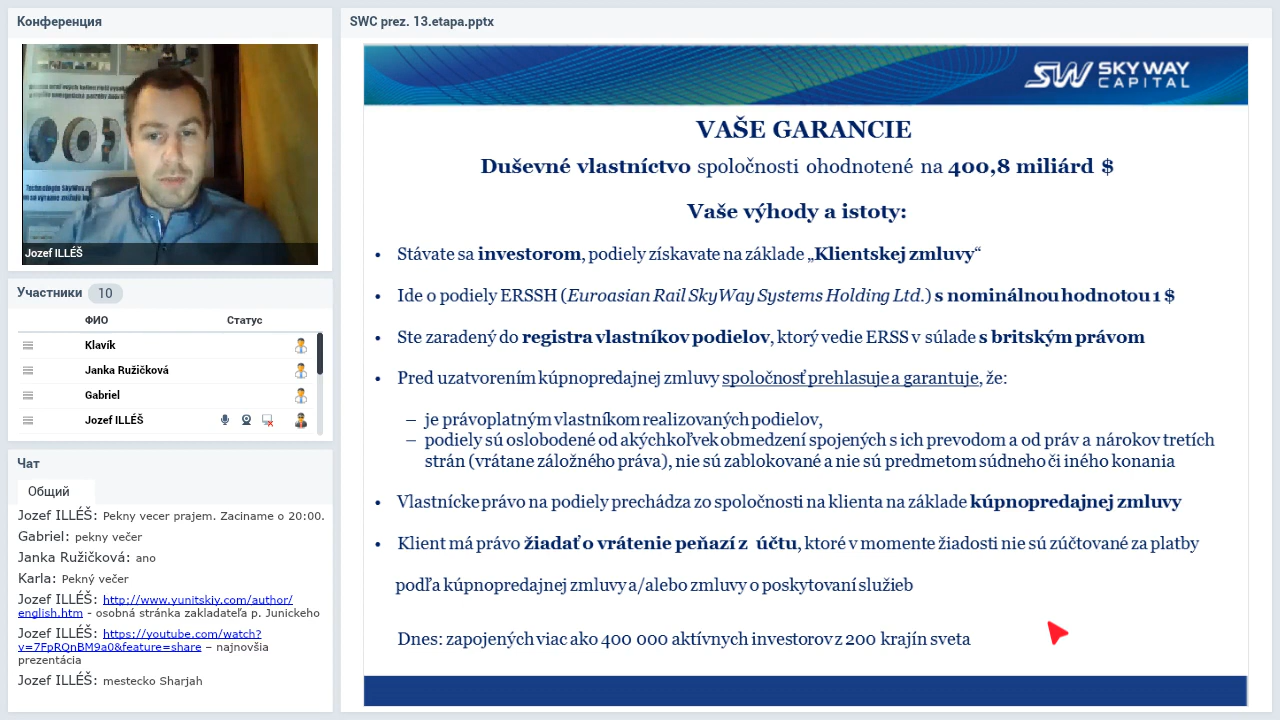 Конференция
Jozef ILLÉŠ
Участники 10
ФИО Статус
Klavík
Janka Ružičková
Gabriel
Jozef ILLÉŠ
Чат
Общий
Jozef ILLÉŠ: Pekny vecer prajem. Zaciname o 20:00.
Gabriel: pekny večer
Janka Ružičková: ano
Karla: Pekný večer
Jozef ILLÉŠ: http://www.yunitskiy.com/author/
english.htm - osobná stránka zakladateľa p. Junickeho
Jozef ILLÉŠ: https://youtube.com/watch?
v=7FpRQnBM9a0&feature=share – najnovšia
prezentácia
Jozef ILLÉŠ: mestecko Sharjah
SWC prez. 13.etapa.pptx
SW SKY WAY
CAPITAL
VAŠE GARANCIE
Duševné vlastníctvo spoločnosti ohodnotené na 400,8 miliárd $
Vaše výhody a istoty:
• Stávate sa investorom, podiely získavate na základe „Klientskej zmluvy“
• Ide o podiely ERSSH (Euroasian Rail SkyWay Systems Holding Ltd.) s nominálnou hodnotou 1 $
• Ste zaradený do registra vlastníkov podielov, ktorý vedie ERSS v súlade s britským právom
• Pred uzatvorením kúpnopredajnej zmluvy spoločnosť prehlasuje a garantuje, že:
– je právoplatným vlastníkom realizovaných podielov,
– podiely sú oslobodené od akýchkoľvek obmedzení spojených s ich prevodom a od práv a nárokov tretích
strán (vrátane záložného práva), nie sú zablokované a nie sú predmetom súdneho či iného konania
• Vlastnícke právo na podiely prechádza zo spoločnosti na klienta na základe kúpnopredajnej zmluvy
• Klient má právo žiadať o vrátenie peňazí z účtu, ktoré v momente žiadosti nie sú zúčtované za platby
podľa kúpnopredajnej zmluvy a/alebo zmluvy o poskytovaní služieb
Dnes: zapojených viac ako 400 000 aktívnych investorov z 200 krajín sveta